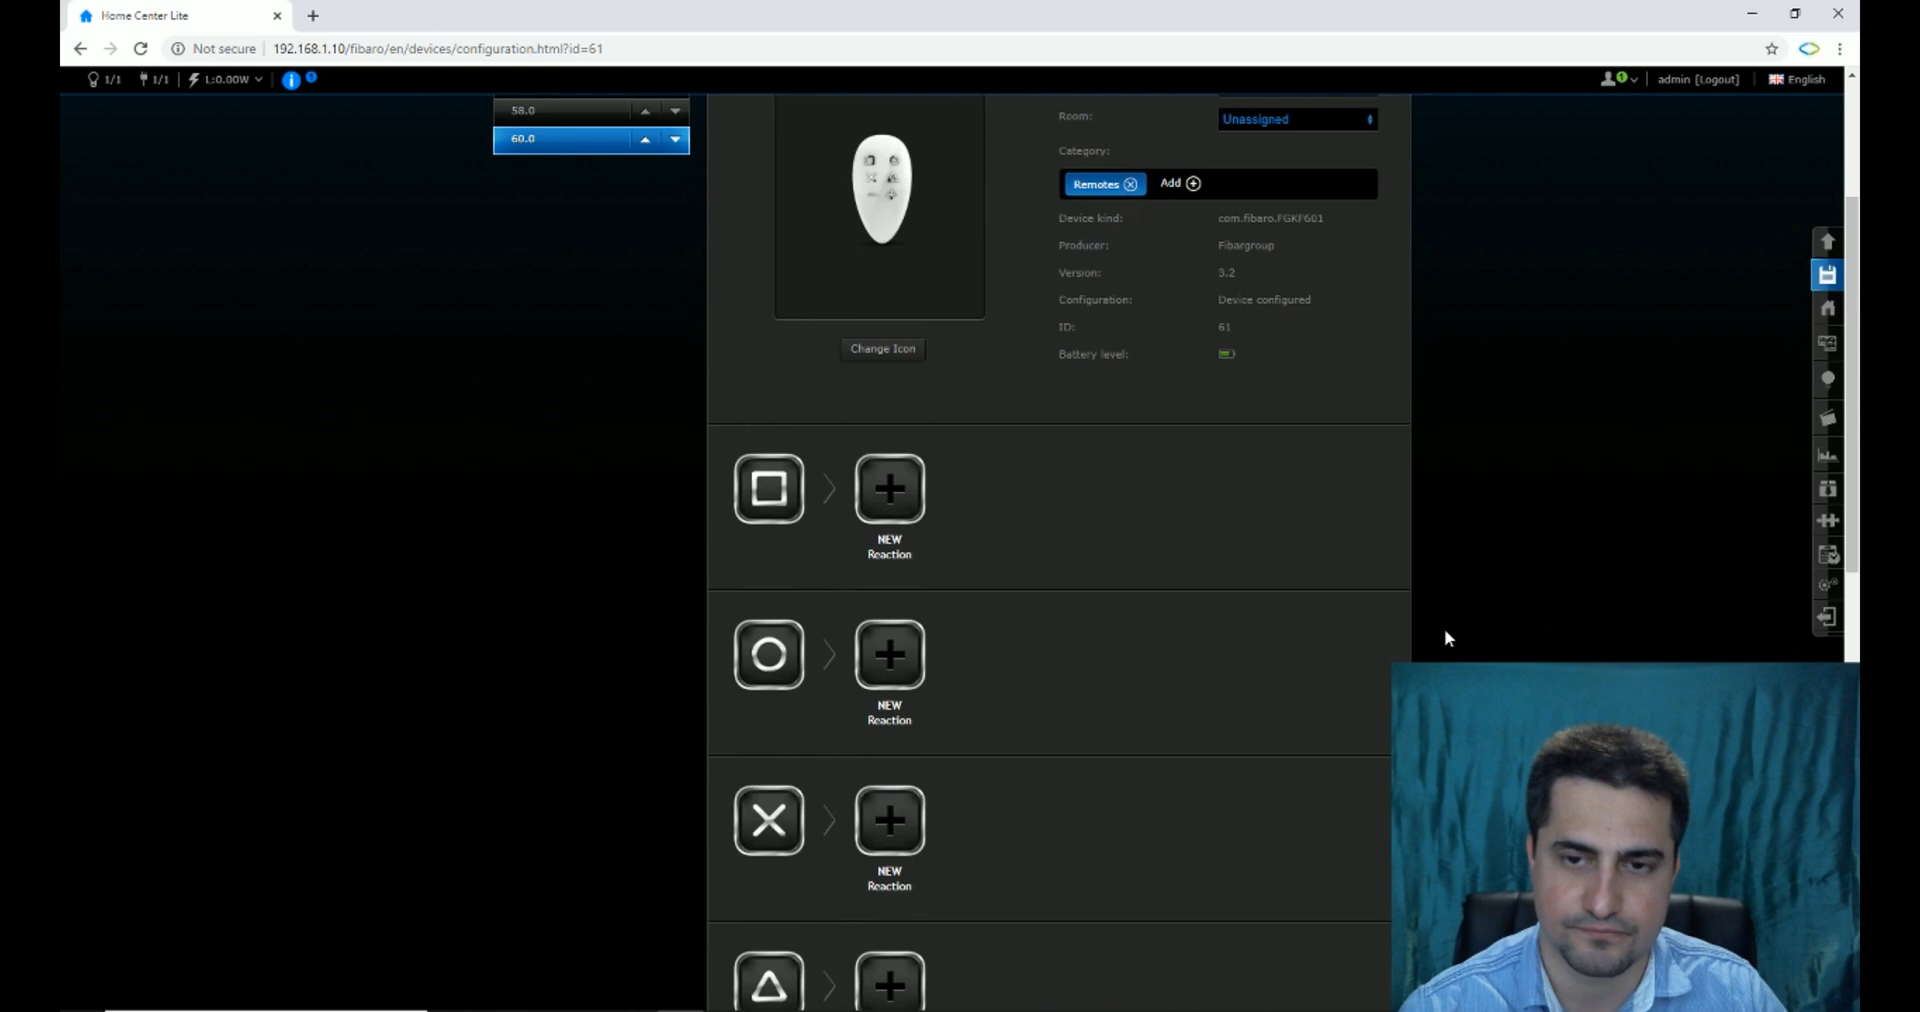 Home Center Lite
Not secure 192.168.1.10/fibaro/en/devices/configuration.html?id=61
1/1 1/1 L:0.00W admin [Logout] English
58.0
60.0
Room: Unassigned
Category:
Remotes Add
Device kind: com.fibaro.FGKF601
Producer: Fibargroup
Version: 3.2
Configuration: Device configured
ID: 61
Battery level:
Change Icon
NEW
Reaction
NEW
Reaction
NEW
Reaction